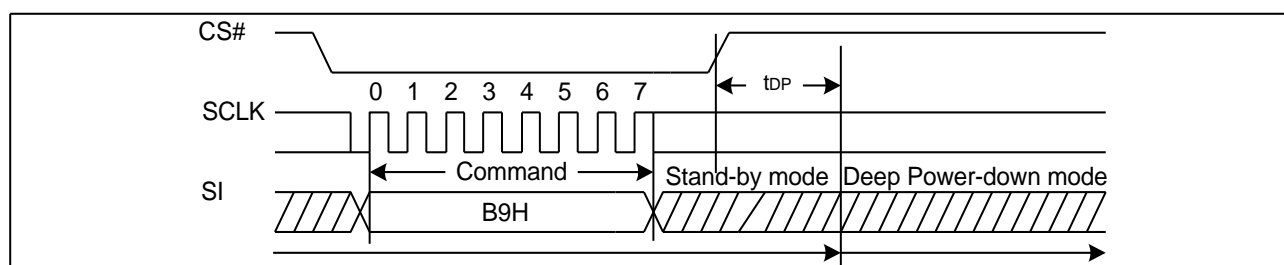 CS#
tDP
0 1 2 3 4 5 6 7
SCLK
Command
Stand-by mode Deep Power-down mode
SI
B9H